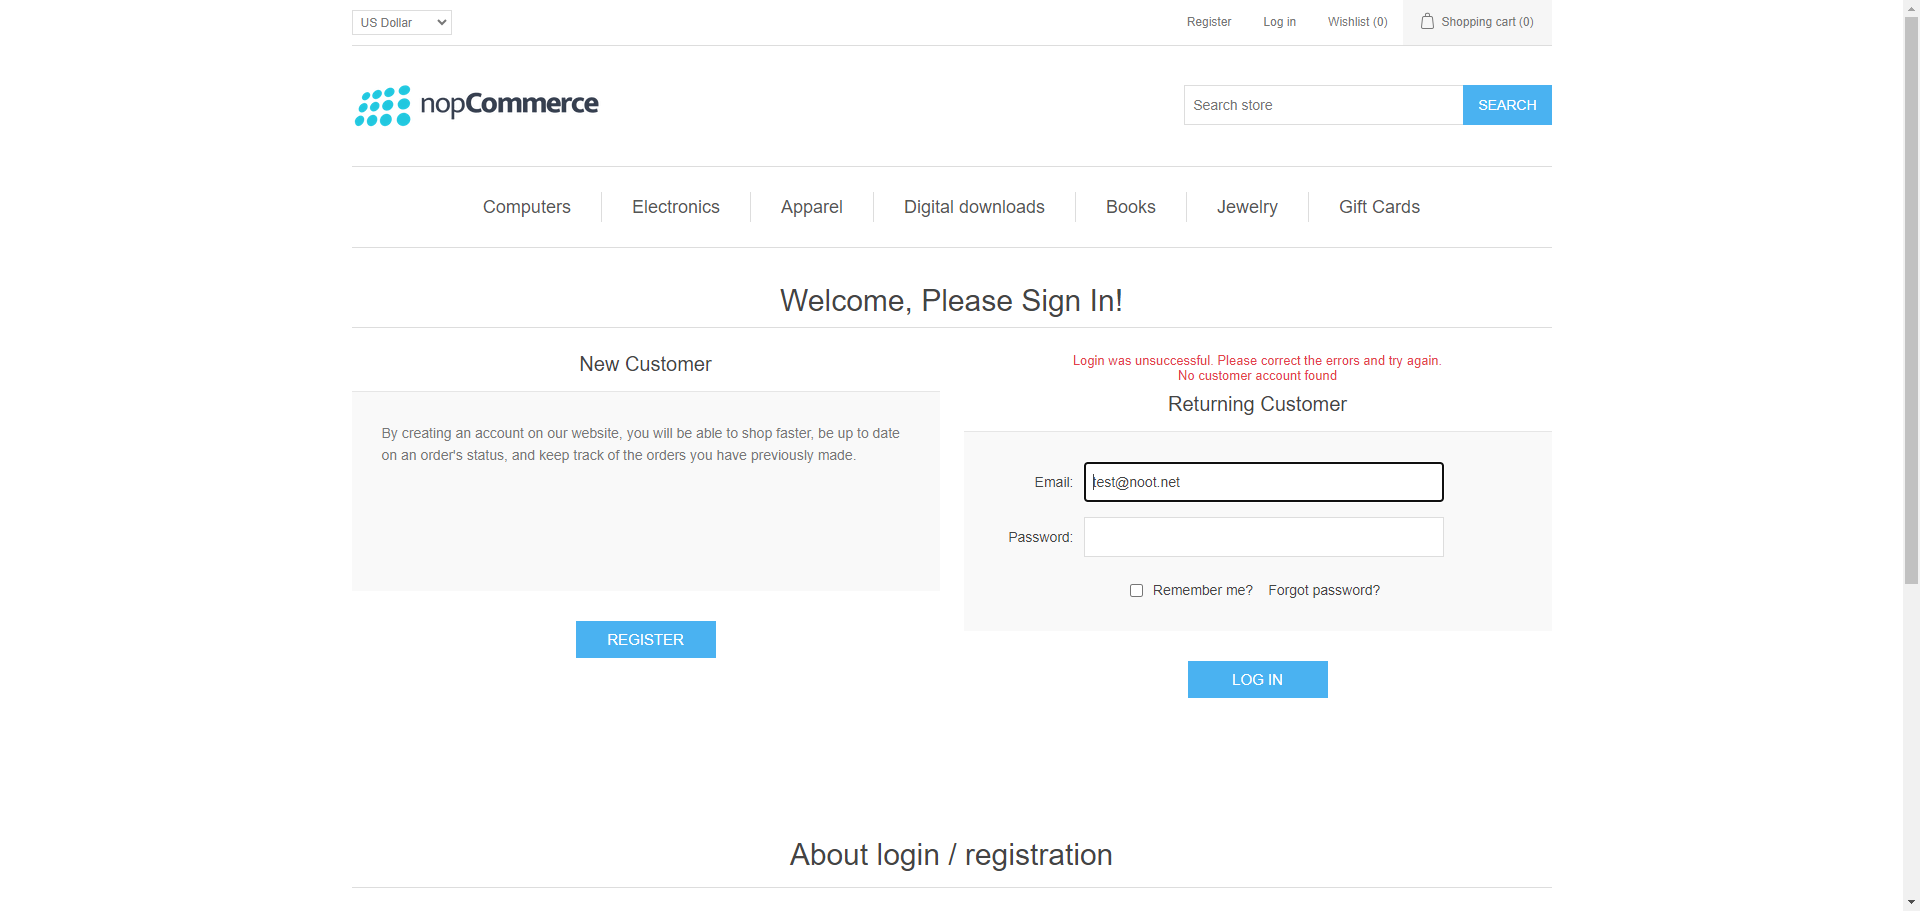 US Dollar
Register
Log in
Wishlist (0)
Shopping cart (0)
nopCommerce
Search store
SEARCH
Computers
Electronics
Apparel
Digital downloads
Books
Jewelry
Gift Cards
Welcome, Please Sign In!
New Customer
By creating an account on our website, you will be able to shop faster, be up to date
on an order's status, and keep track of the orders you have previously made.
REGISTER
Login was unsuccessful. Please correct the errors and try again.
No customer account found
Returning Customer
Email:
test@noot.net
Password:
Remember me?
Forgot password?
LOG IN
About login / registration